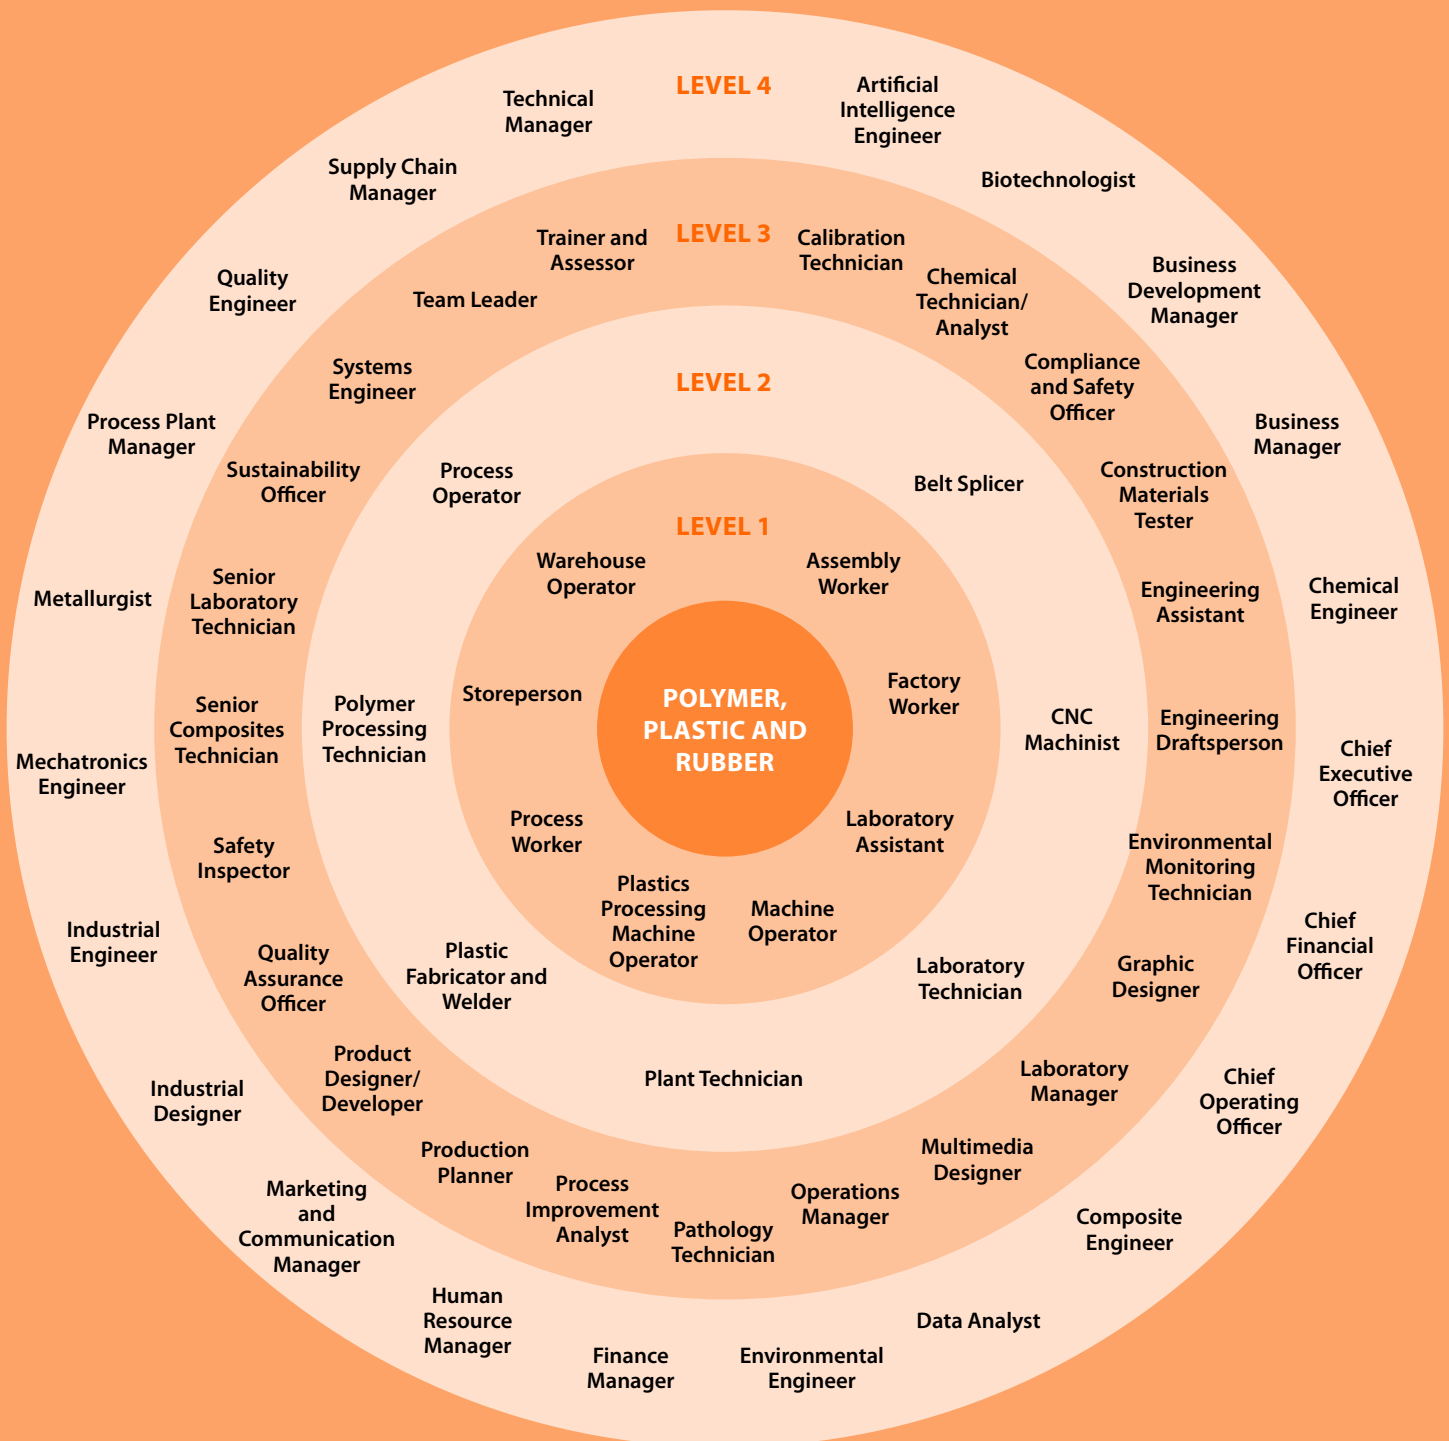 LEVEL 4
Artificial
Intelligence
Engineer
Biotechnologist
Business
Development
Manager
Business
Manager
Chemical
Engineer
Chief
Executive
Officer
Chief
Financial
Officer
Chief
Operating
Officer
Composite
Engineer
Data Analyst
Environmental
Engineer
Finance
Manager
Human
Resource
Manager
Marketing
and
Communication
Manager
Industrial
Designer
Industrial
Engineer
Mechatronics
Engineer
Metallurgist
Process Plant
Manager
Quality
Engineer
Supply Chain
Manager
Technical
Manager
LEVEL 3
Calibration
Technician
Chemical
Technician/
Analyst
Compliance
and Safety
Officer
Construction
Materials
Tester
Engineering
Assistant
Engineering
Draftsperson
Environmental
Monitoring
Technician
Graphic
Designer
Laboratory
Manager
Multimedia
Designer
Operations
Manager
Pathology
Technician
Process
Improvement
Analyst
Production
Planner
Product
Designer/
Developer
Quality
Assurance
Officer
Safety
Inspector
Senior
Composites
Technician
Senior
Laboratory
Technician
Sustainability
Officer
Systems
Engineer
Team Leader
Trainer and
Assessor
LEVEL 2
Belt Splicer
CNC
Machinist
Laboratory
Technician
Plant Technician
Plastic
Fabricator and
Welder
Polymer
Processing
Technician
Process
Operator
LEVEL 1
Assembly
Worker
Factory
Worker
Laboratory
Assistant
Machine
Operator
Plastics
Processing
Machine
Operator
Process
Worker
Storeperson
Warehouse
Operator
POLYMER,
PLASTIC AND
RUBBER